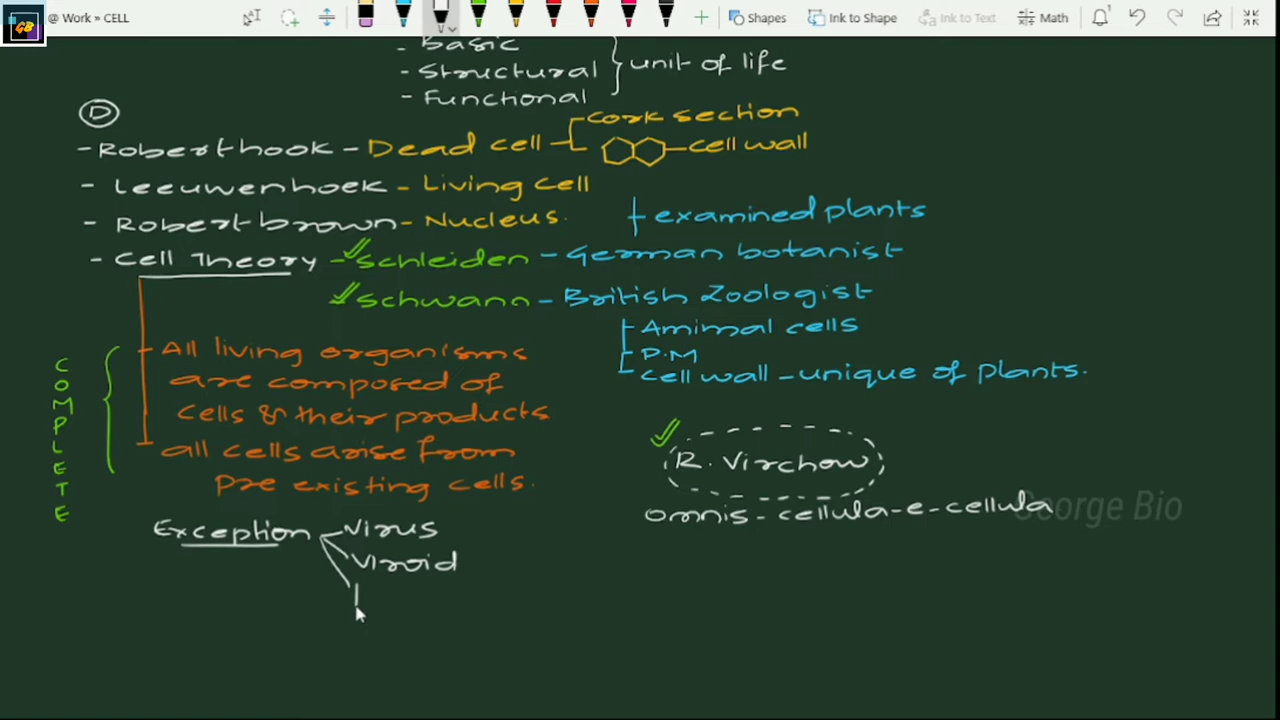 GB
@ Work » CELL
Shapes
Ink to Shape
Ink to Text
Math
- Basic
- Structural
- Functional
unit of life
D
- Robert hook - Dead cell
cork section
cell wall
- Leeuwenhoek - Living cell
- Robert brown - Nucleus.
examined plants
- Cell Theory - Schleiden - German botanist
Schwann - British Zoologist
Amimal cells
P.M
cell wall - unique of plants.
COMPLETE
All living organisms
are composed of
cells & their products
all cells arise from
pre existing cells.
R. Virchow
omnis - cellula - e - cellula
George Bio
Exception
Virus
Viroid